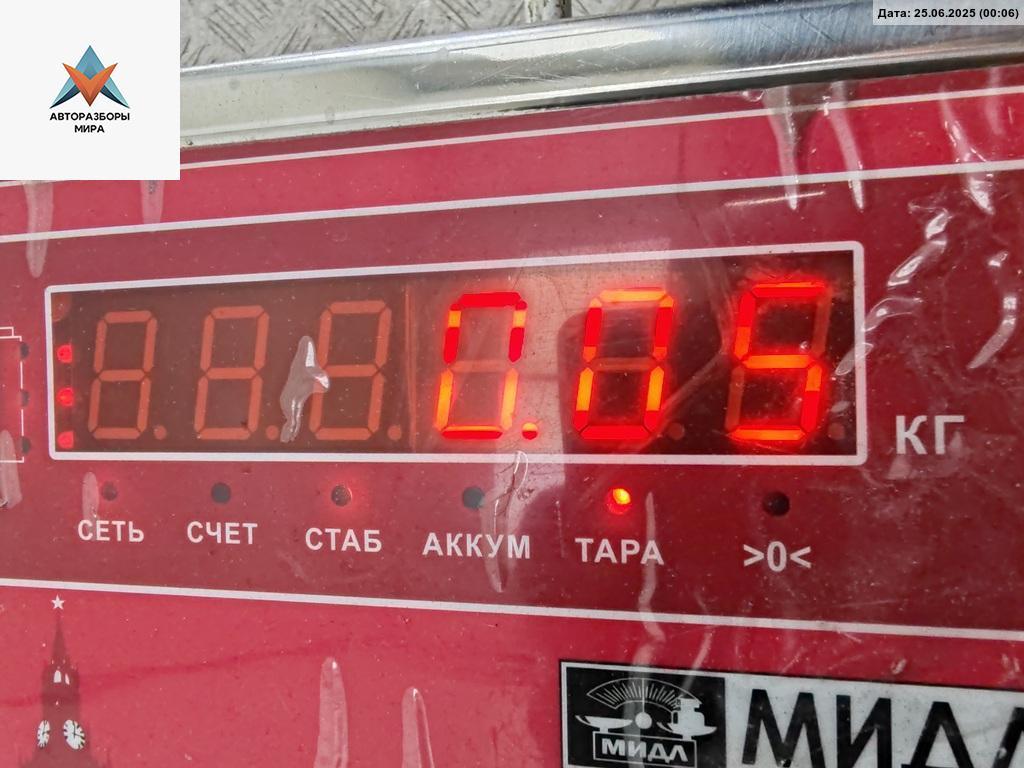 Дата: 25.06.2025 (00:06)
АВТОРАЗБОРЫ
МИРА
0.05
КГ
СЕТЬ СЧЕТ СТАБ АККУМ ТАРА >0<
МИДЛ
МИДЛ